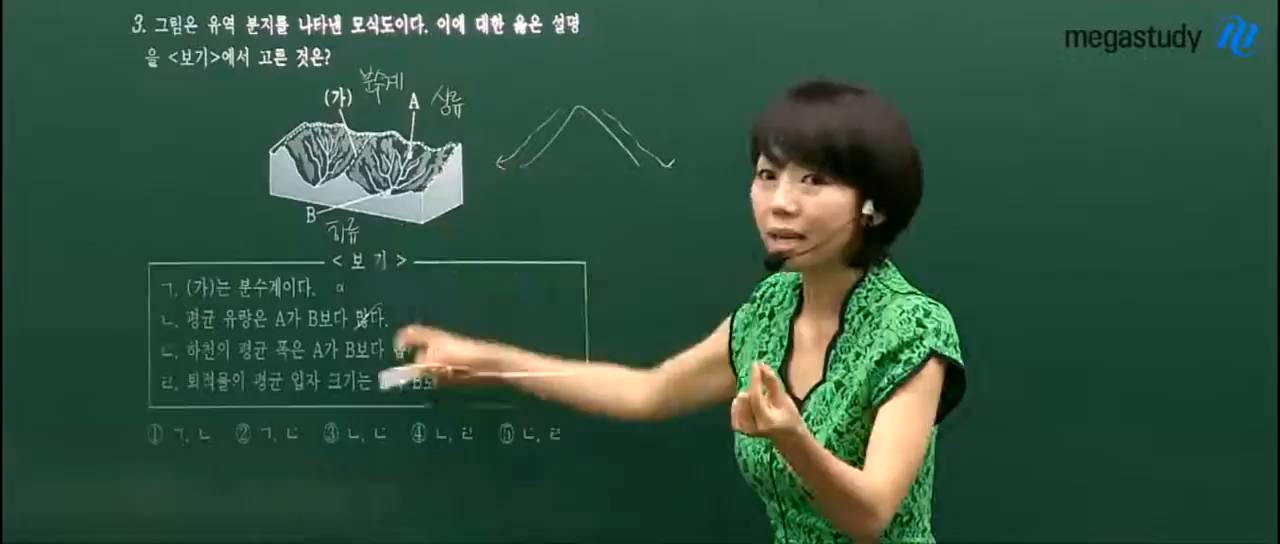 3. 그림은 유역 분지를 나타낸 모식도이다. 이에 대한 옳은 설명
을 <보기>에서 고른 것은?
megastudy
분수계
(가)
A
상류
B
하류
< 보 기 >
ㄱ. (가)는 분수계이다.
ㄴ. 평균 유량은 A가 B보다 많다.
ㄷ. 하천의 평균 폭은 A가 B보다
ㄹ. 퇴적물의 평균 입자 크기는
① ㄱ, ㄴ ② ㄱ, ㄷ ③ ㄴ, ㄷ ④ ㄴ, ㄹ ⑤ ㄷ, ㄹ